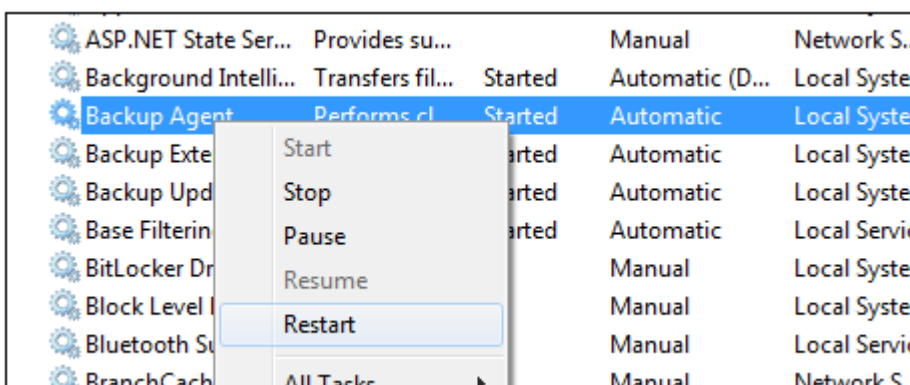 ASP.NET State Ser... Provides su... Manual Network S...
Background Intelli... Transfers fil... Started Automatic (D... Local Syste
Backup Agent Performs cl Started Automatic Local Syste
Backup Exte arted Automatic Local Syste
Backup Upd arted Automatic Local Syste
Base Filterin arted Automatic Local Servi
BitLocker Dr Manual Local Syste
Block Level Manual Local Syste
Bluetooth Su Manual Local Servi
BranchCach Manual Network S
Start
Stop
Pause
Resume
Restart
All Tasks